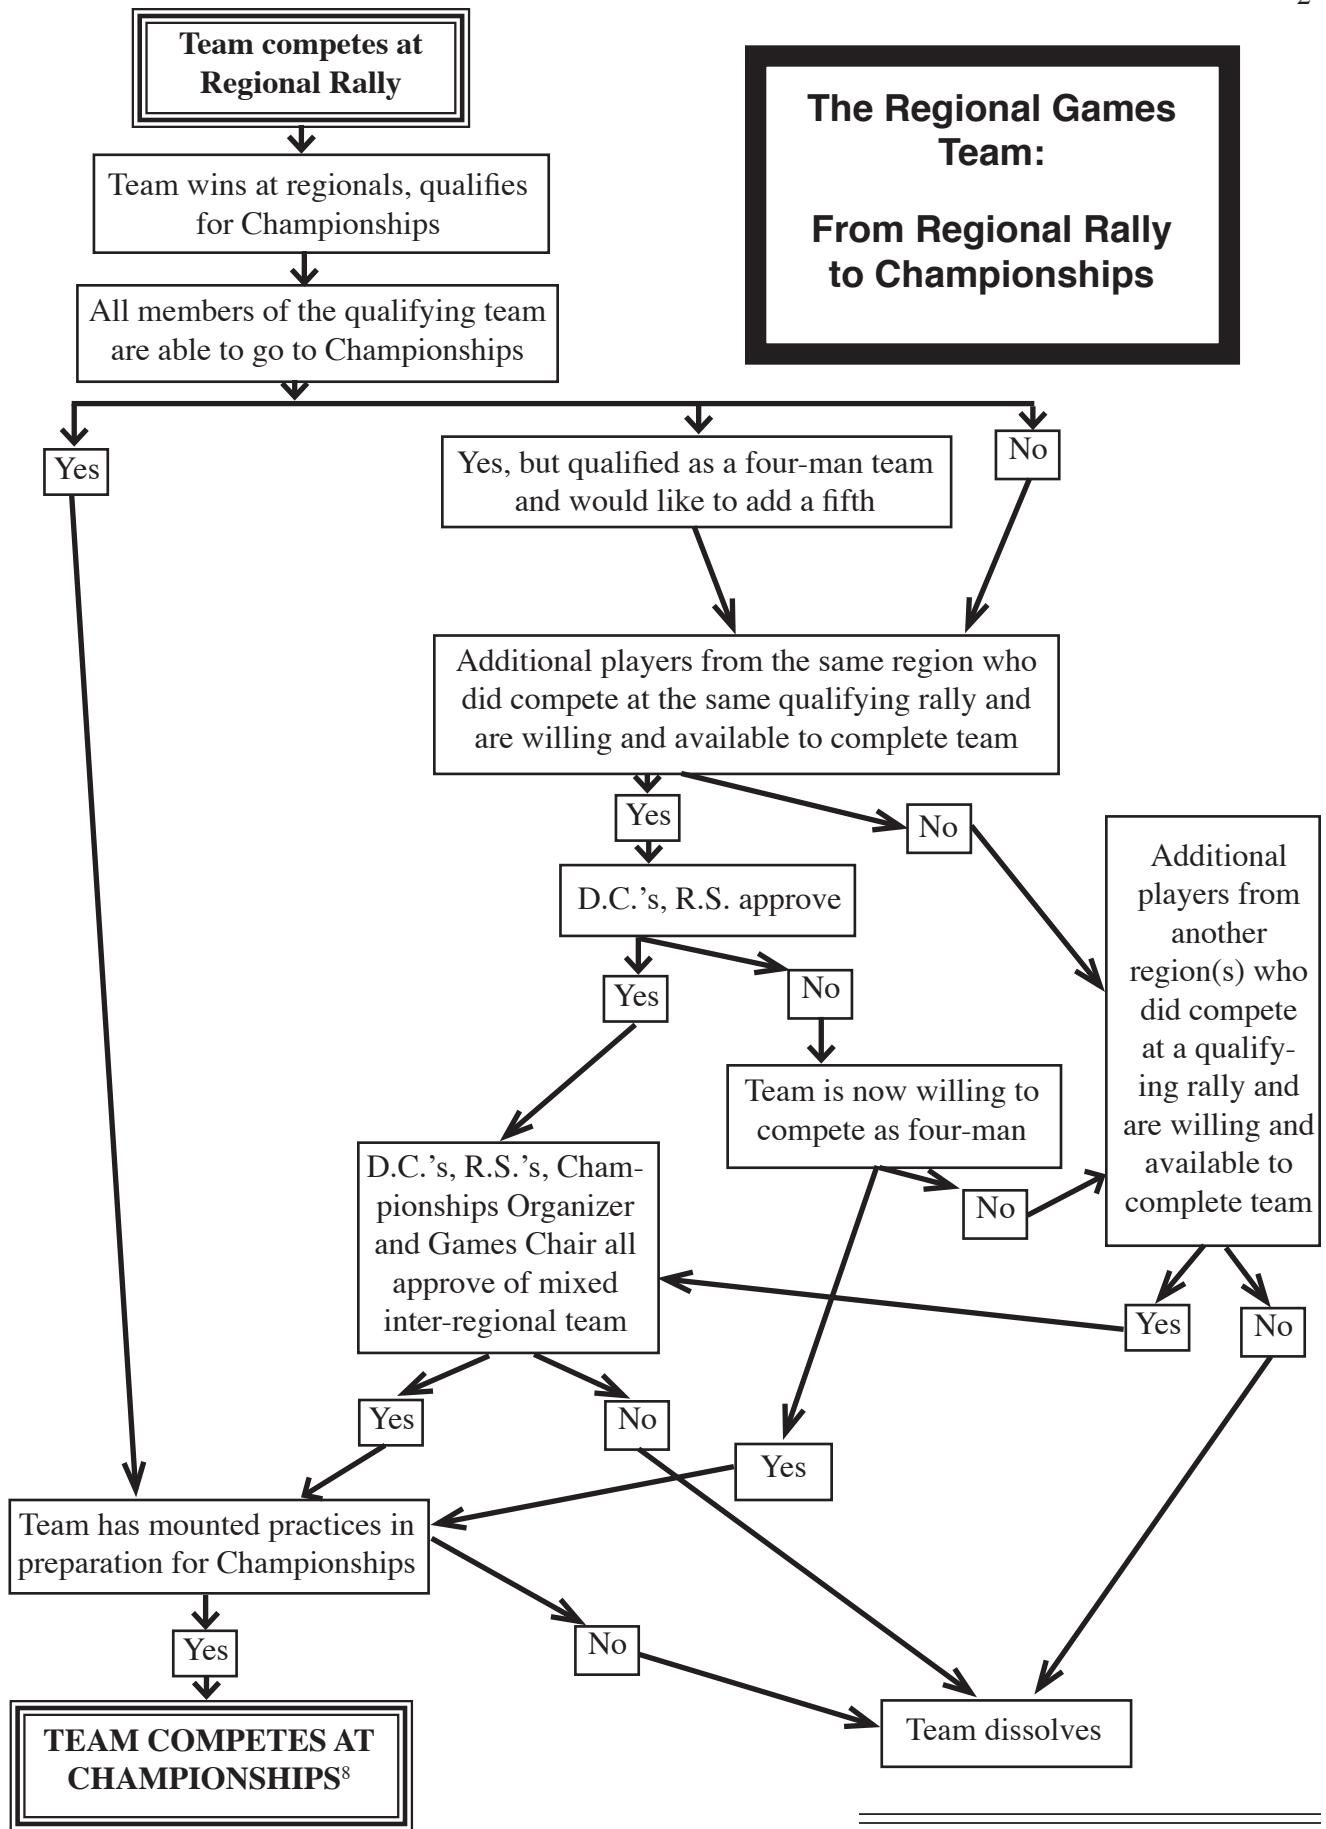 2
Team competes at
Regional Rally
The Regional Games
Team:
From Regional Rally
to Championships
Team wins at regionals, qualifies
for Championships
All members of the qualifying team
are able to go to Championships
Yes
Yes, but qualified as a four-man team
and would like to add a fifth
No
Additional players from the same region who
did compete at the same qualifying rally and
are willing and available to complete team
Yes
No
D.C.’s, R.S. approve
Yes
No
Additional
players from
another
region(s) who
did compete
at a qualify-
ing rally and
are willing and
available to
complete team
Team is now willing to
compete as four-man
No
D.C.’s, R.S.’s, Cham-
pionships Organizer
and Games Chair all
approve of mixed
inter-regional team
Yes
No
Yes
No
Yes
Team has mounted practices in
preparation for Championships
Yes
No
TEAM COMPETES AT
CHAMPIONSHIPS8
Team dissolves